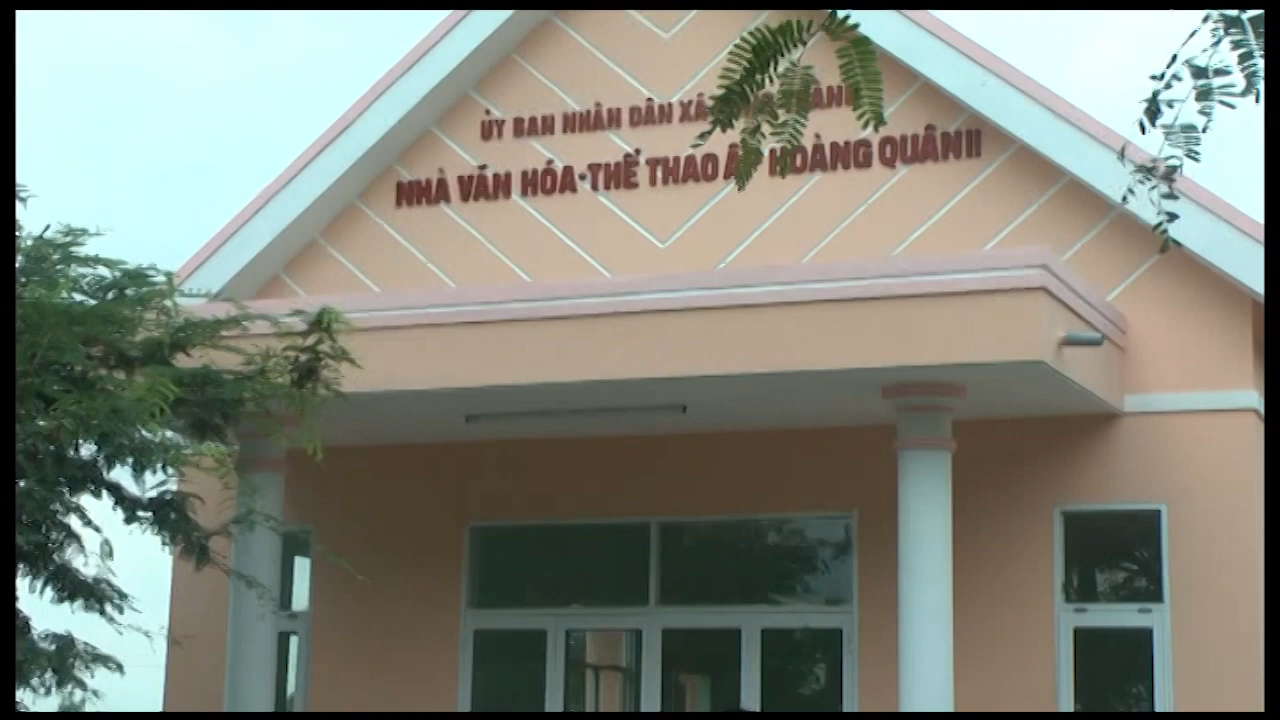 ỦY BAN NHÂN DÂN XÃ
NHÀ VĂN HÓA-THỂ THAO ẤP HOÀNG QUÂN II